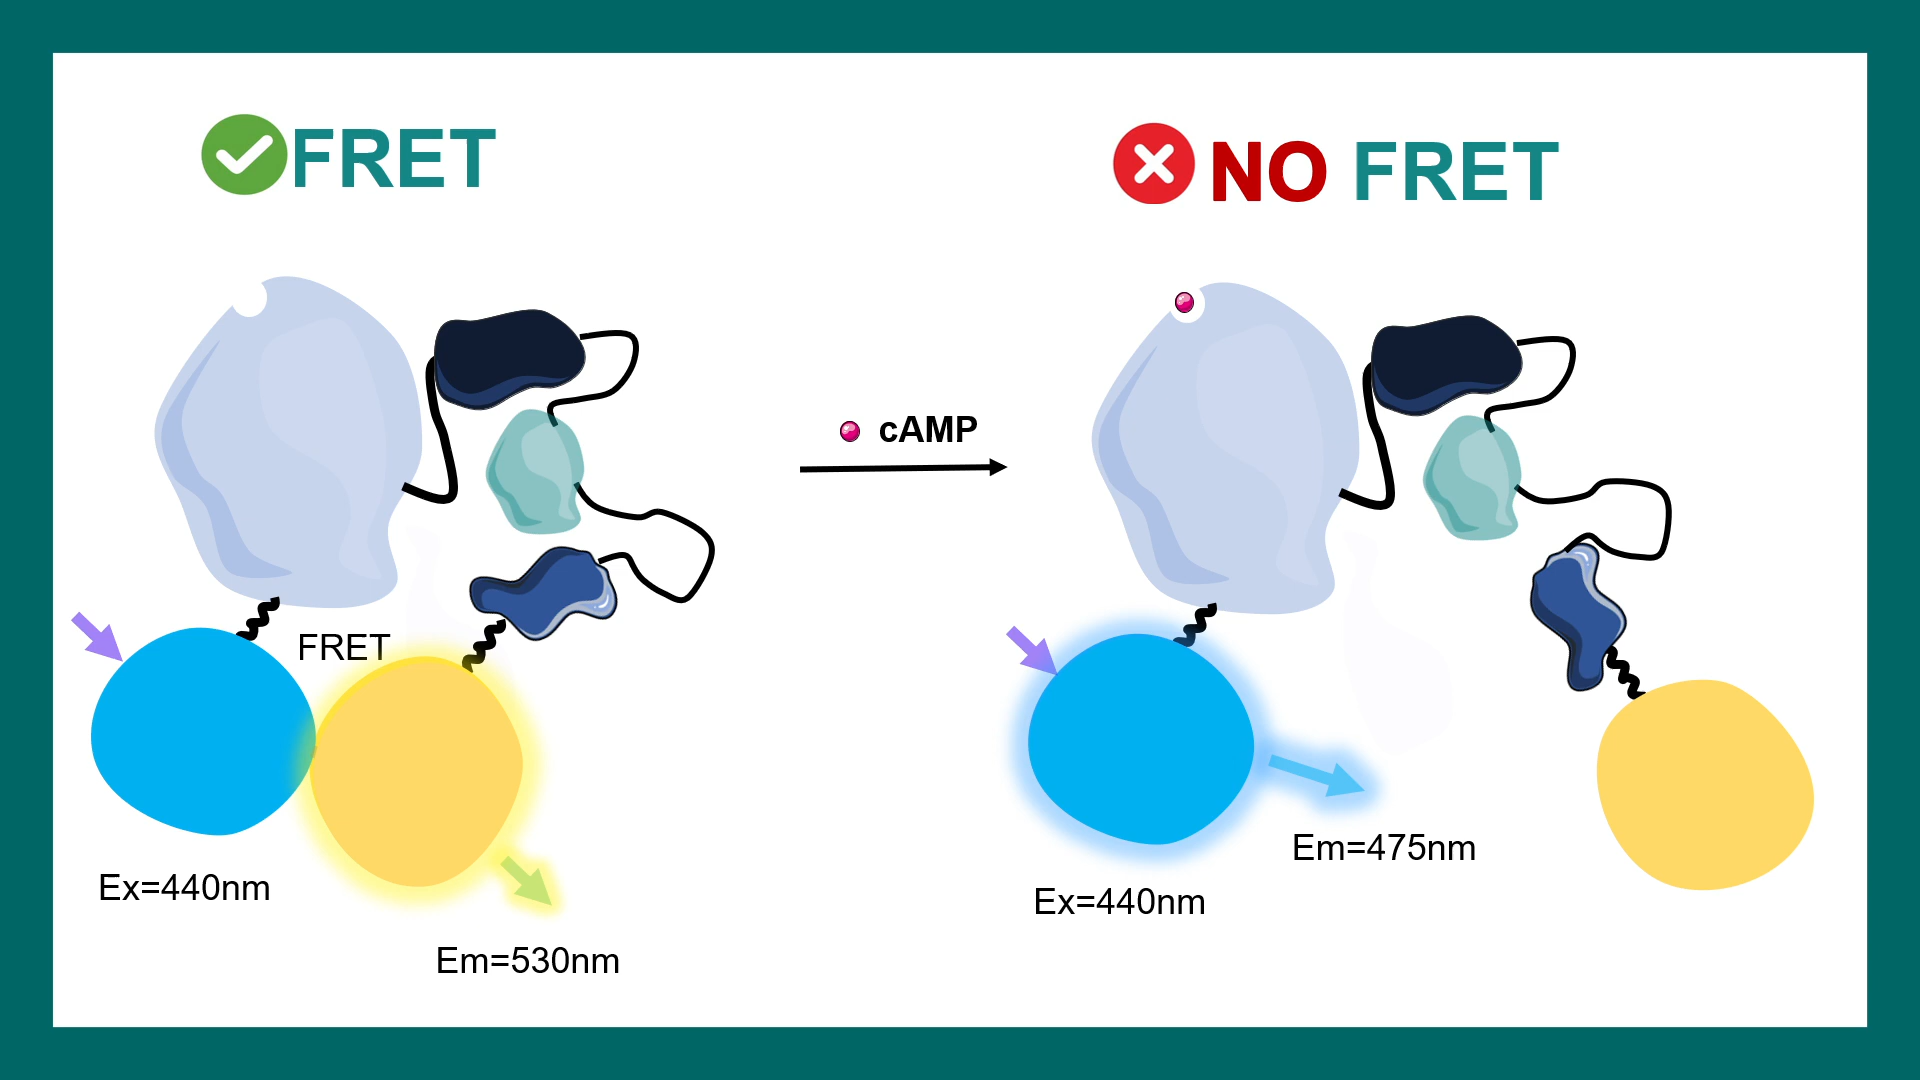 FRET
NO FRET
cAMP
FRET
Ex=440nm
Em=530nm
Em=475nm
Ex=440nm